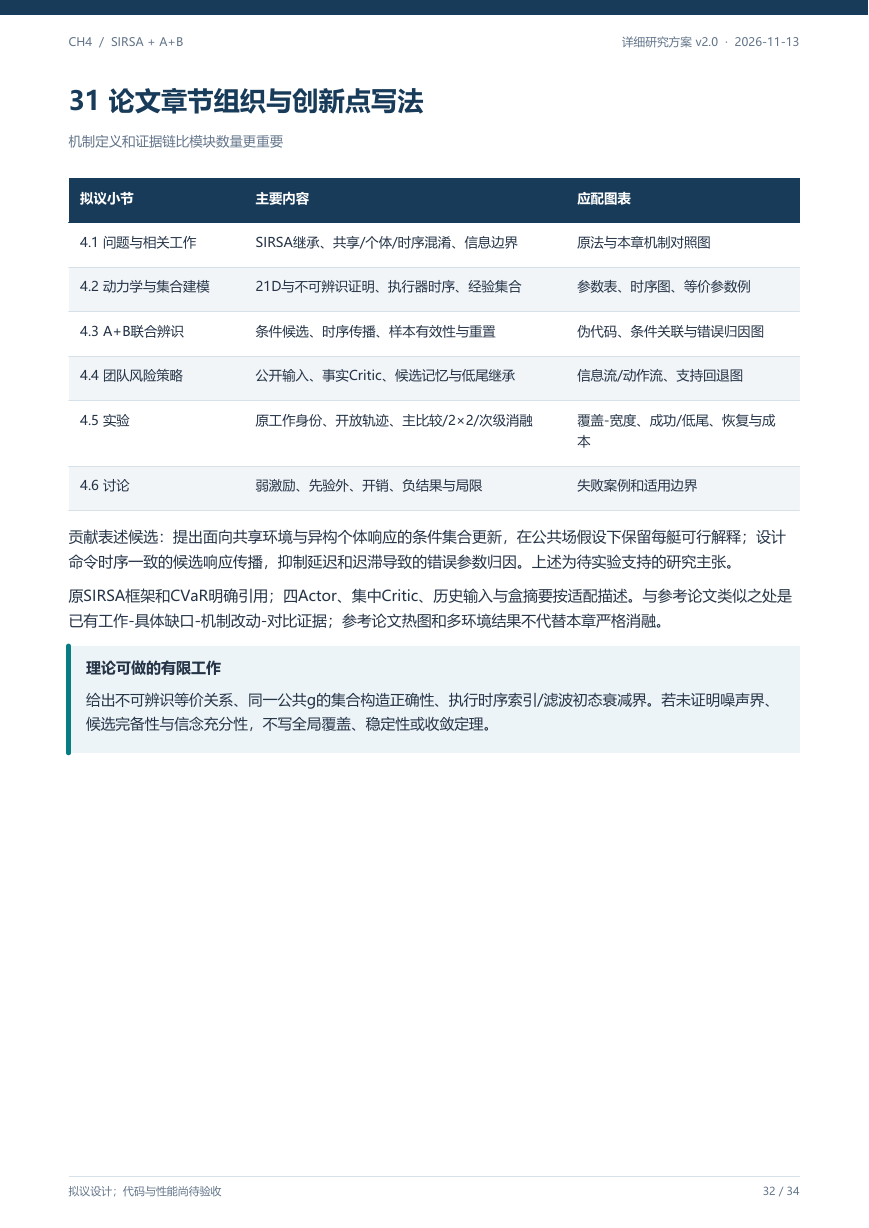 CH4 / SIRSA + A+B
详细研究方案 v2.0 · 2026-11-13
31 论文章节组织与创新点写法
机制定义和证据链比模块数量更重要
拟议小节 主要内容 应配图表
4.1 问题与相关工作 SIRSA继承、共享/个体/时序混淆、信息边界 原法与本章机制对照图
4.2 动力学与集合建模 21D与不可辨识证明、执行器时序、经验集合 参数表、时序图、等价参数例
4.3 A+B联合辨识 条件候选、时序传播、样本有效性与重置 伪代码、条件关联与错误归因图
4.4 团队风险策略 公开输入、事实Critic、候选记忆与低尾继承 信息流/动作流、支持回退图
4.5 实验 原工作身份、开放轨迹、主比较/2×2/次级消融 覆盖-宽度、成功/低尾、恢复与成
本
4.6 讨论 弱激励、先验外、开销、负结果与局限 失败案例和适用边界
贡献表述候选：提出面向共享环境与异构个体响应的条件集合更新，在公共场假设下保留每艇可行解释；设计
命令时序一致的候选响应传播，抑制延迟和迟滞导致的错误参数归因。上述为待实验支持的研究主张。
原SIRSA框架和CVaR明确引用；四Actor、集中Critic、历史输入与盒摘要按适配描述。与参考论文类似之处是
已有工作-具体缺口-机制改动-对比证据；参考论文热图和多环境结果不代替本章严格消融。
理论可做的有限工作
给出不可辨识等价关系、同一公共g的集合构造正确性、执行时序索引/滤波初态衰减界。若未证明噪声界、
候选完备性与信念充分性，不写全局覆盖、稳定性或收敛定理。
拟议设计；代码与性能尚待验收
32 / 34